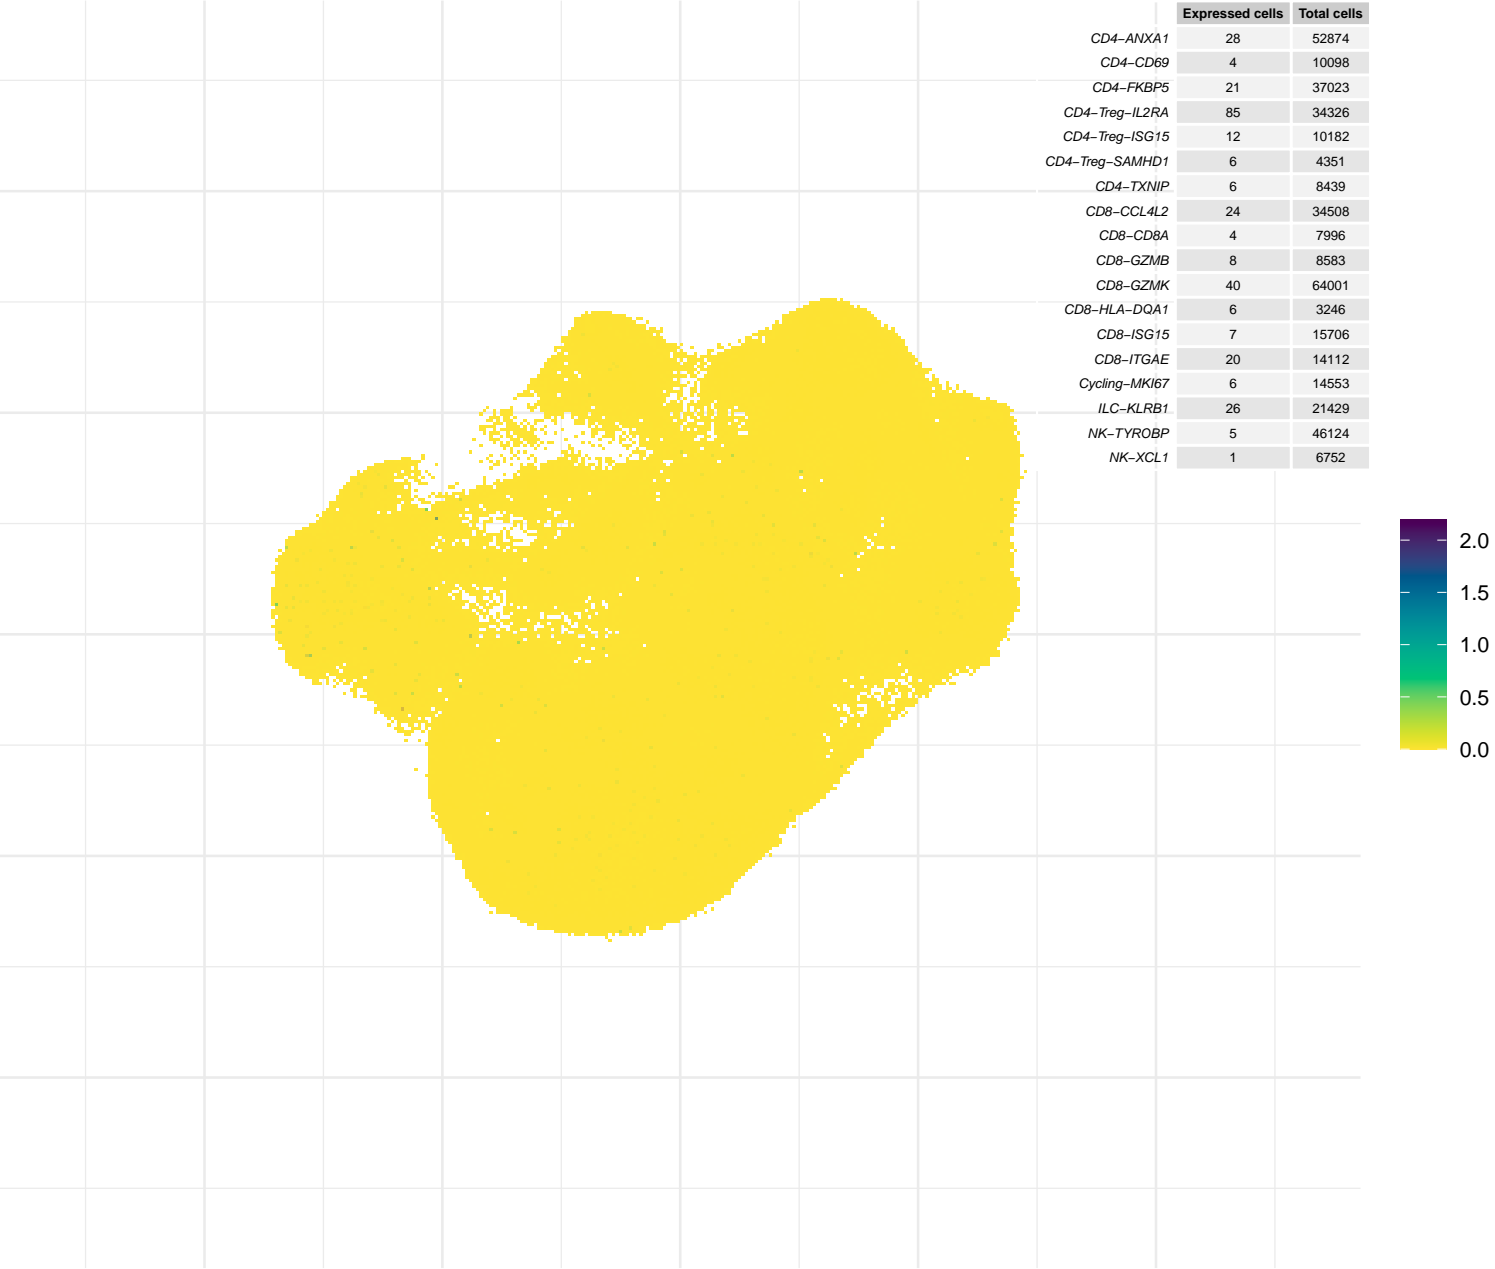 Expressed cells Total cells
CD4−ANXA1 28 52874
CD4−CD69 4 10098
CD4−FKBP5 21 37023
CD4−Treg−IL2RA 85 34326
CD4−Treg−ISG15 12 10182
CD4−Treg−SAMHD1 6 4351
CD4−TXNIP 6 8439
CD8−CCL4L2 24 34508
CD8−CD8A 4 7996
CD8−GZMB 8 8583
CD8−GZMK 40 64001
CD8−HLA−DQA1 6 3246
CD8−ISG15 7 15706
CD8−ITGAE 20 14112
Cycling−MKI67 6 14553
ILC−KLRB1 26 21429
NK−TYROBP 5 46124
NK−XCL1 1 6752
2.0
1.5
1.0
0.5
0.0